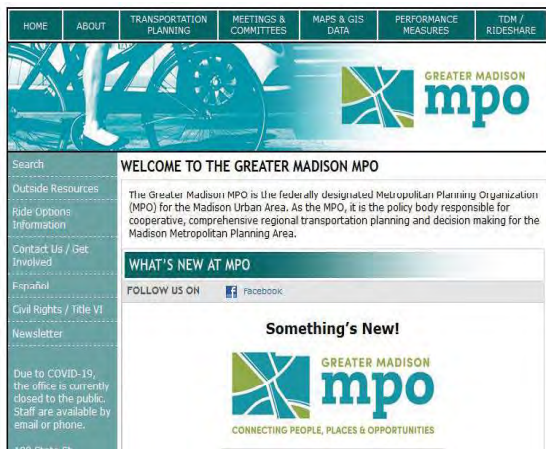 HOME
ABOUT
TRANSPORTATION
PLANNING
MEETINGS &
COMMITTEES
MAPS & GIS
DATA
PERFORMANCE
MEASURES
TDM /
RIDESHARE
GREATER MADISON
mpo
Search
Outside Resources
Ride Options
Information
Contact Us / Get
Involved
Español
Civil Rights / Title VI
Newsletter
Due to COVID-19,
the office is currently
closed to the public.
Staff are available by
email or phone.
WELCOME TO THE GREATER MADISON MPO
The Greater Madison MPO is the federally designated Metropolitan Planning Organization
(MPO) for the Madison Urban Area. As the MPO, it is the policy body responsible for
cooperative, comprehensive regional transportation planning and decision making for the
Madison Metropolitan Planning Area.
WHAT'S NEW AT MPO
FOLLOW US ON
Facebook
Something's New!
GREATER MADISON
mpo
CONNECTING PEOPLE, PLACES & OPPORTUNITIES